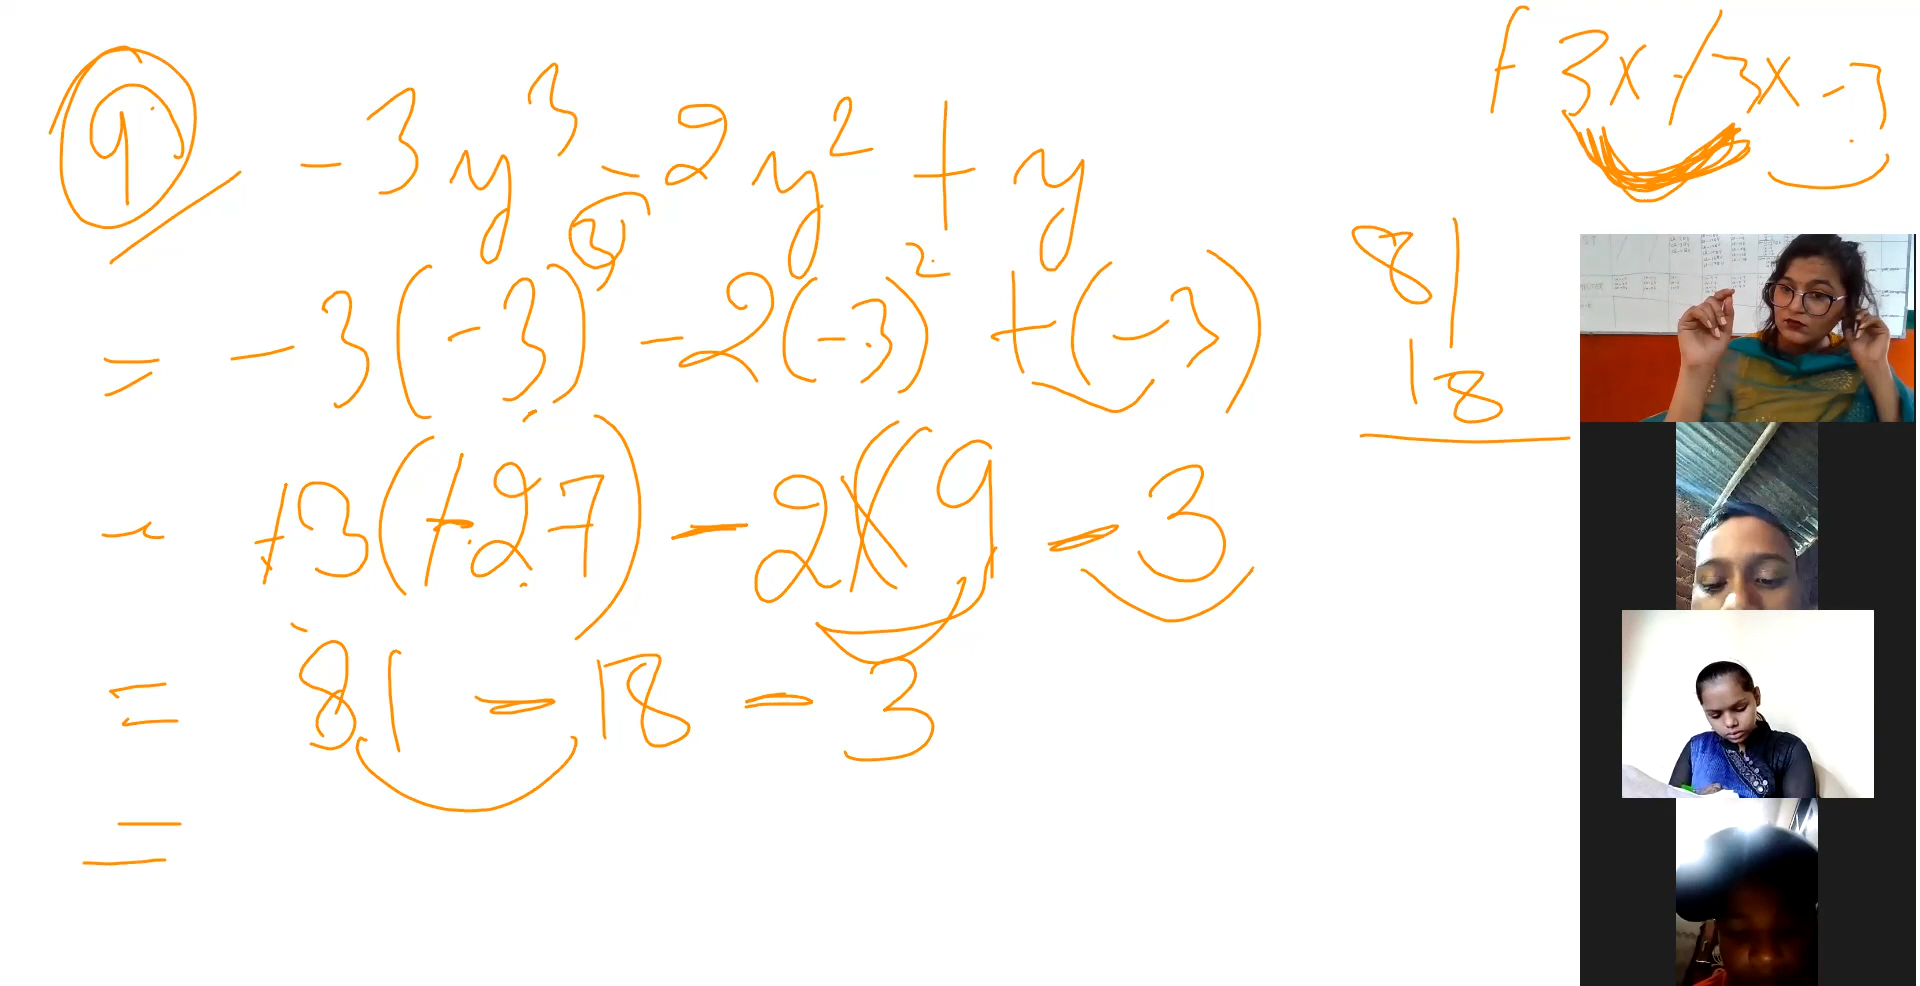 9
-3y³ - 2y² + y
= -3(-3)³ - 2(-3)² + (-3)
+3(+27) - 2×(9 - 3
= 81 - 18 - 3
=
+3x+3x-3
81
18